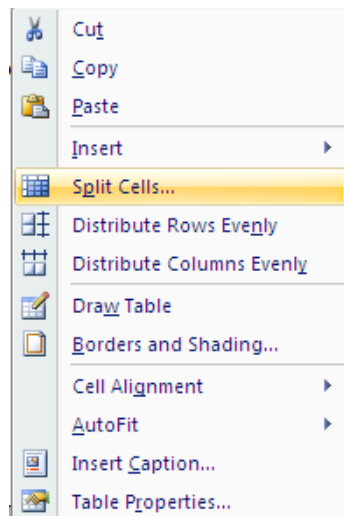 Cut
Copy
Paste
Insert
Split Cells...
Distribute Rows Evenly
Distribute Columns Evenly
Draw Table
Borders and Shading...
Cell Alignment
AutoFit
Insert Caption...
Table Properties...